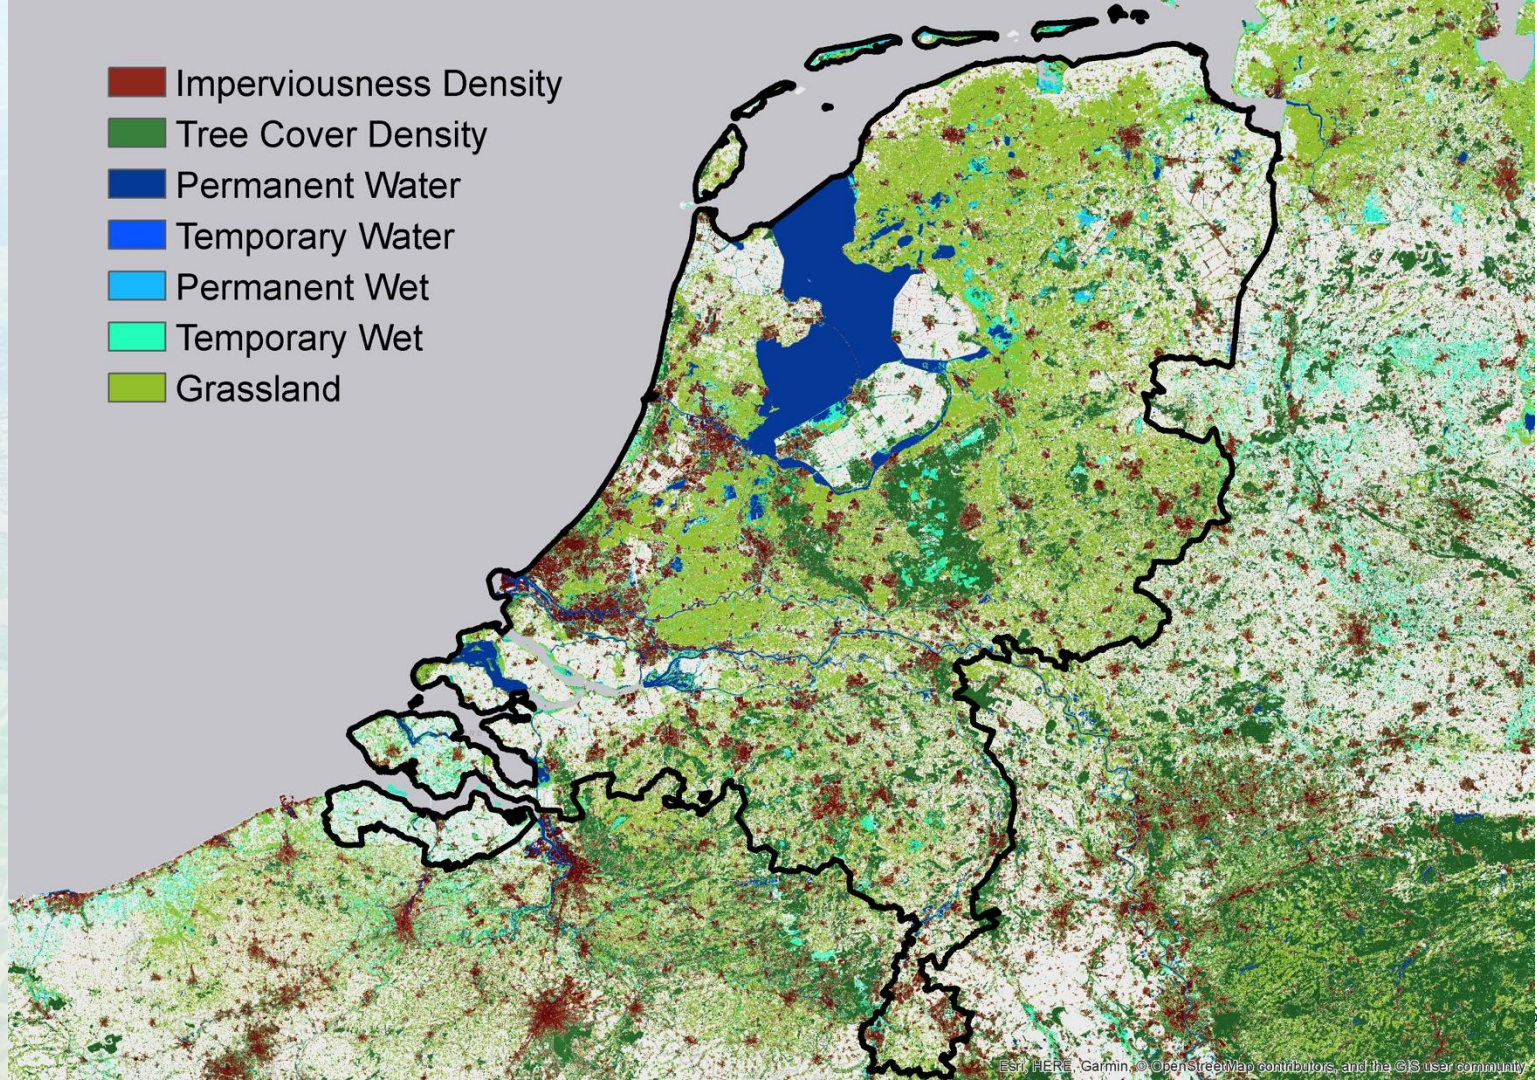 Imperviousness Density
Tree Cover Density
Permanent Water
Temporary Water
Permanent Wet
Temporary Wet
Grassland
Esri, HERE, Garmin, © OpenStreetMap contributors, and the GIS user community